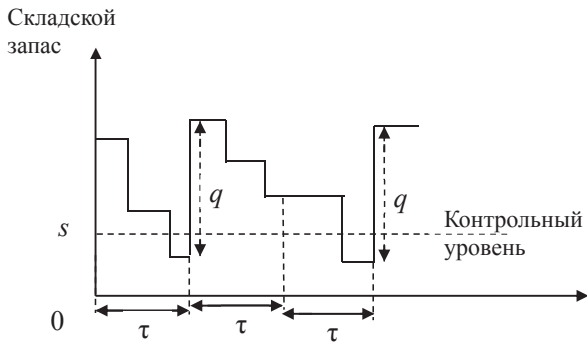 Складской
запас
q
q
s
Контрольный
уровень
0
τ
τ
τ